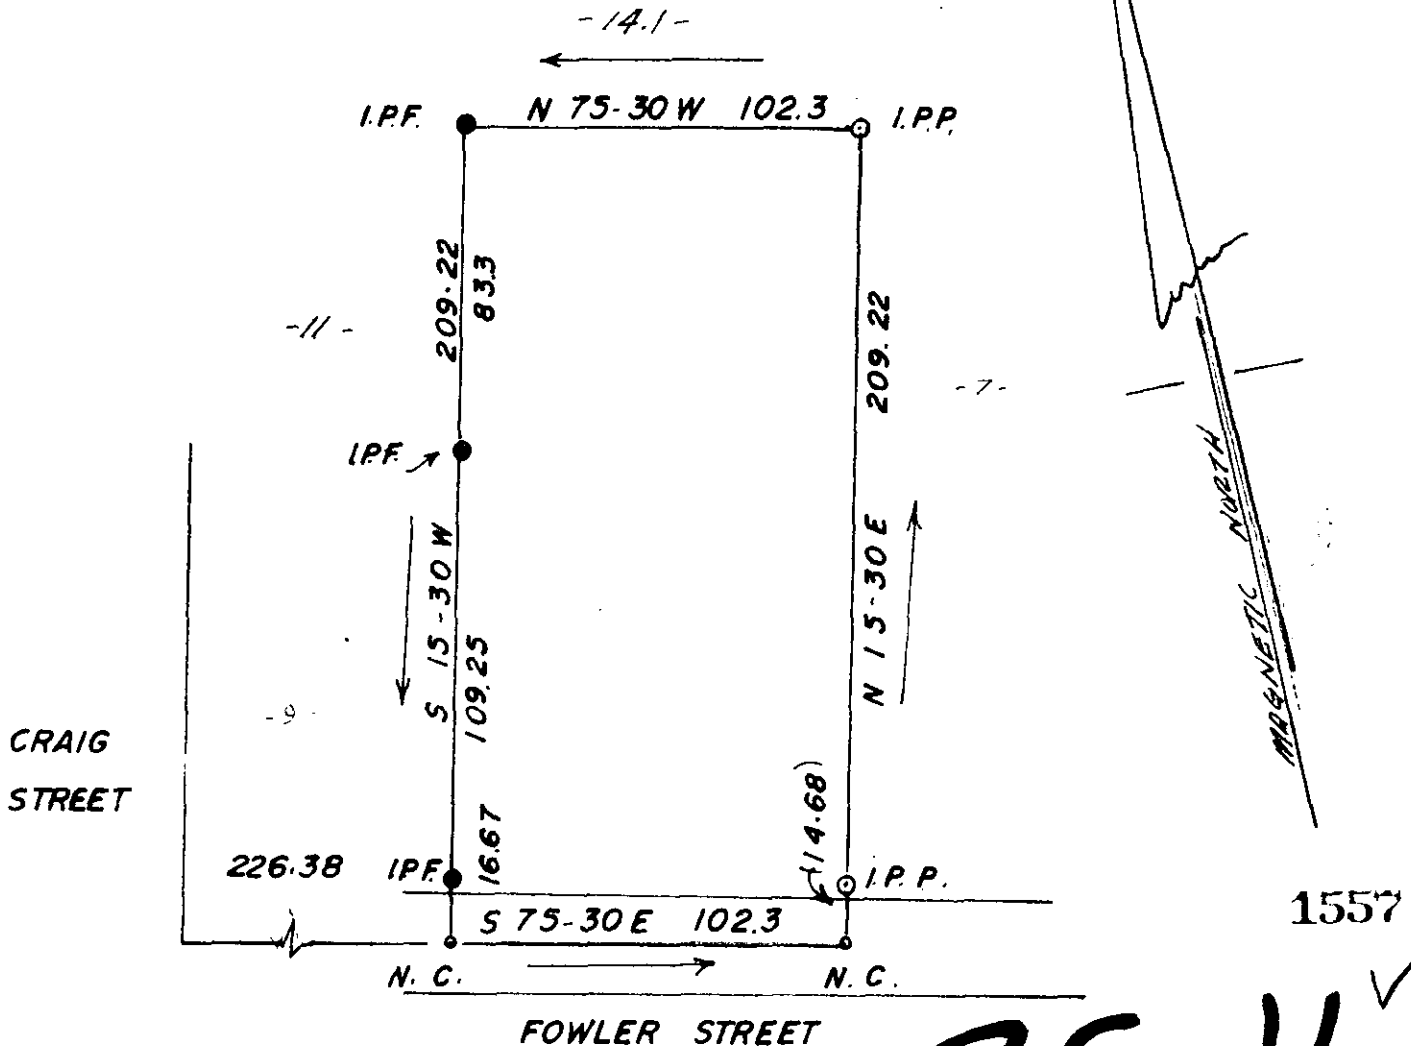 -14.1-
I.P.F. N 75-30 W 102.3 I.P.P.
209.22
83.3
209.22
-11-
-7-
I.P.F.
MAGNETIC NORTH
S 15-30 W
109.25
N 15-30 E
-9-
CRAIG
STREET
16.67
(14.68)
226.38 I.P.F. I.P.P.
S 75-30 E 102.3
1557
N. C. N. C.
FOWLER STREET